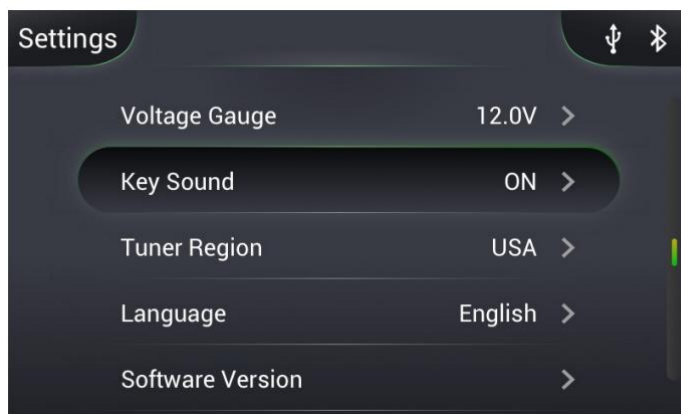 Settings
Voltage Gauge 12.0V
Key Sound ON
Tuner Region USA
Language English
Software Version